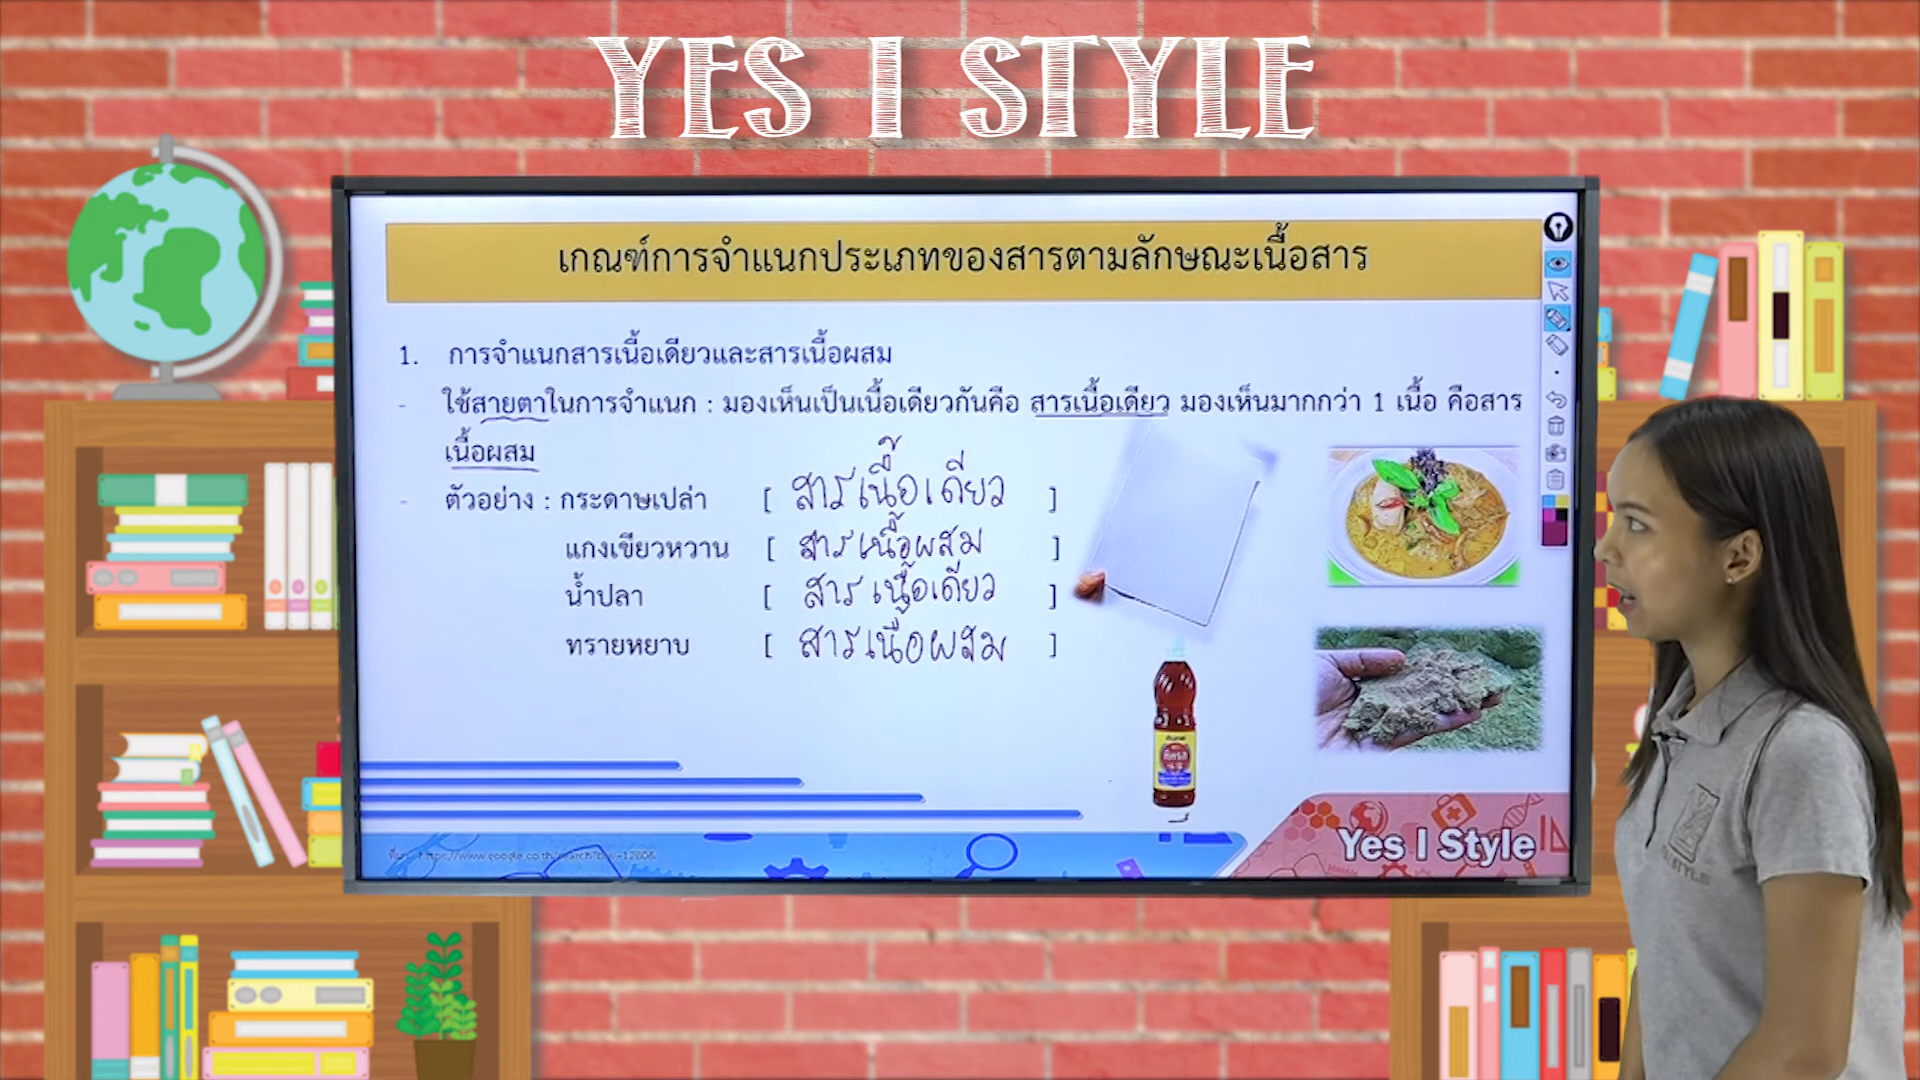 YES I STYLE
เกณฑ์การจำแนกประเภทของสารตามลักษณะเนื้อสาร
1. การจำแนกสารเนื้อเดียวและสารเนื้อผสม
- ใช้สายตาในการจำแนก : มองเห็นเป็นเนื้อเดียวกันคือ สารเนื้อเดียว มองเห็นมากกว่า 1 เนื้อ คือสาร
เนื้อผสม
- ตัวอย่าง : กระดาษเปล่า [ สารเนื้อเดียว ]
แกงเขียวหวาน [ สารเนื้อผสม ]
น้ำปลา [ สารเนื้อเดียว ]
ทรายหยาบ [ สารเนื้อผสม ]
Yes I Style